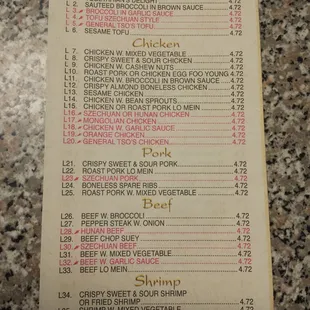 L 2. SAUTEED BROCCOLI IN BROWN SAUCE 4.72
L 3. BROCCOLI IN GARLIC SAUCE 4.72
L 4. TOFU SZECHUAN STYLE 4.72
L 5. GENERAL TSO'S TOFU 4.72
L 6. SESAME TOFU 4.72
Chicken
L 7. CHICKEN W. MIXED VEGETABLE 4.72
L 8. CRISPY SWEET & SOUR CHICKEN 4.72
L 9. CHICKEN W. CASHEW NUTS 4.72
L10. ROAST PORK OR CHICKEN EGG FOO YOUNG 4.72
L11. CHICKEN W. BROCCOLI IN BROWN SAUCE 4.72
L12. CRISPY ALMOND BONELESS CHICKEN 4.72
L13. SESAME CHICKEN 4.72
L14. CHICKEN W. BEAN SPROUTS 4.72
L15. CHICKEN OR ROAST PORK LO MEIN 4.72
L16. SZECHUAN OR HUNAN CHICKEN 4.72
L17. MONGOLIAN CHICKEN 4.72
L18. CHICKEN W. GARLIC SAUCE 4.72
L19. ORANGE CHICKEN 4.72
L20. GENERAL TSO'S CHICKEN 4.72
Pork
L21. CRISPY SWEET & SOUR PORK 4.72
L22. ROAST PORK LO MEIN 4.72
L23. SZECHUAN PORK 4.72
L24. BONELESS SPARE RIBS 4.72
L25. ROAST PORK W. MIXED VEGETABLE 4.72
Beef
L26. BEEF W. BROCCOLI 4.72
L27. PEPPER STEAK W. ONION 4.72
L28. HUNAN BEEF 4.72
L29. BEEF CHOP SUEY 4.72
L30. SZECHUAN BEEF 4.72
L31. BEEF W. MIXED VEGETABLE 4.72
L32. BEEF W. GARLIC SAUCE 4.72
L33. BEEF LO MEIN 4.72
Shrimp
L34. CRISPY SWEET & SOUR SHRIMP
OR FRIED SHRIMP 4.72
SHRIMP W. MIXED VEGETABLE 4.72